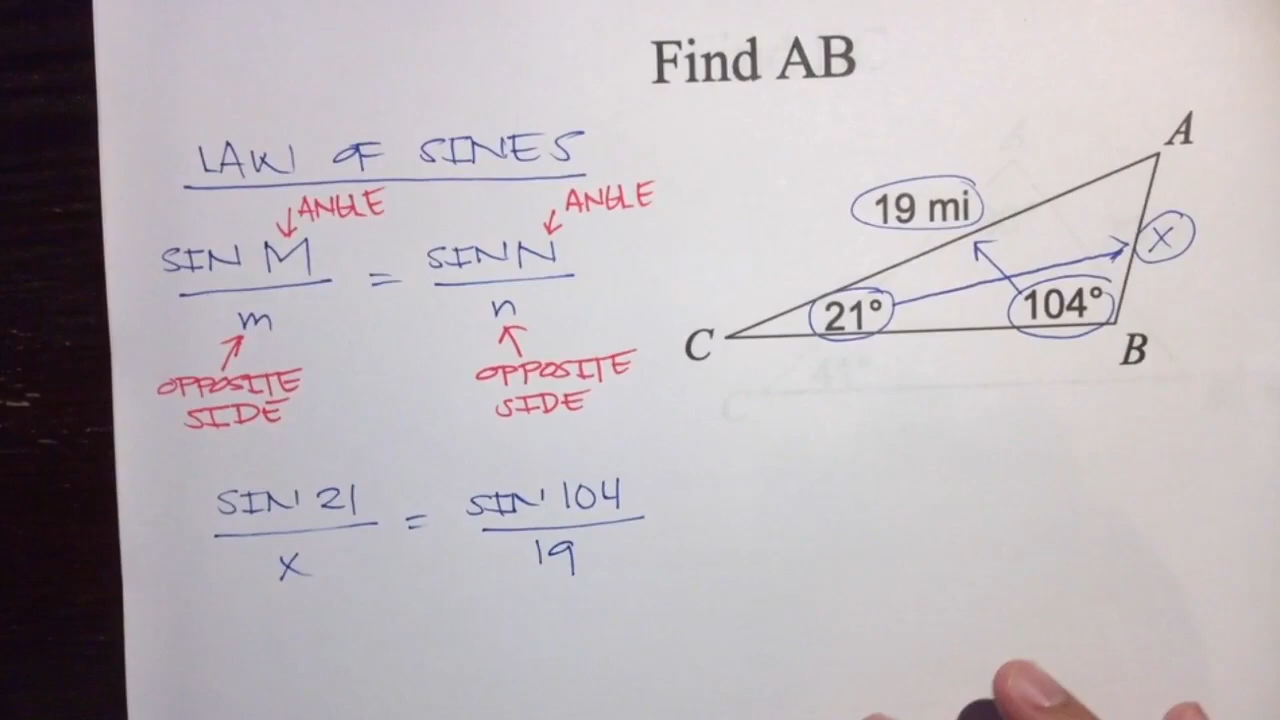 Find AB
LAW OF SINES
ANGLE
ANGLE
SIN M = SIN N
m n
OPPOSITE SIDE
OPPOSITE SIDE
SIN 21 = SIN 104
x 19
A
19 mi
x
21°
104°
C
B